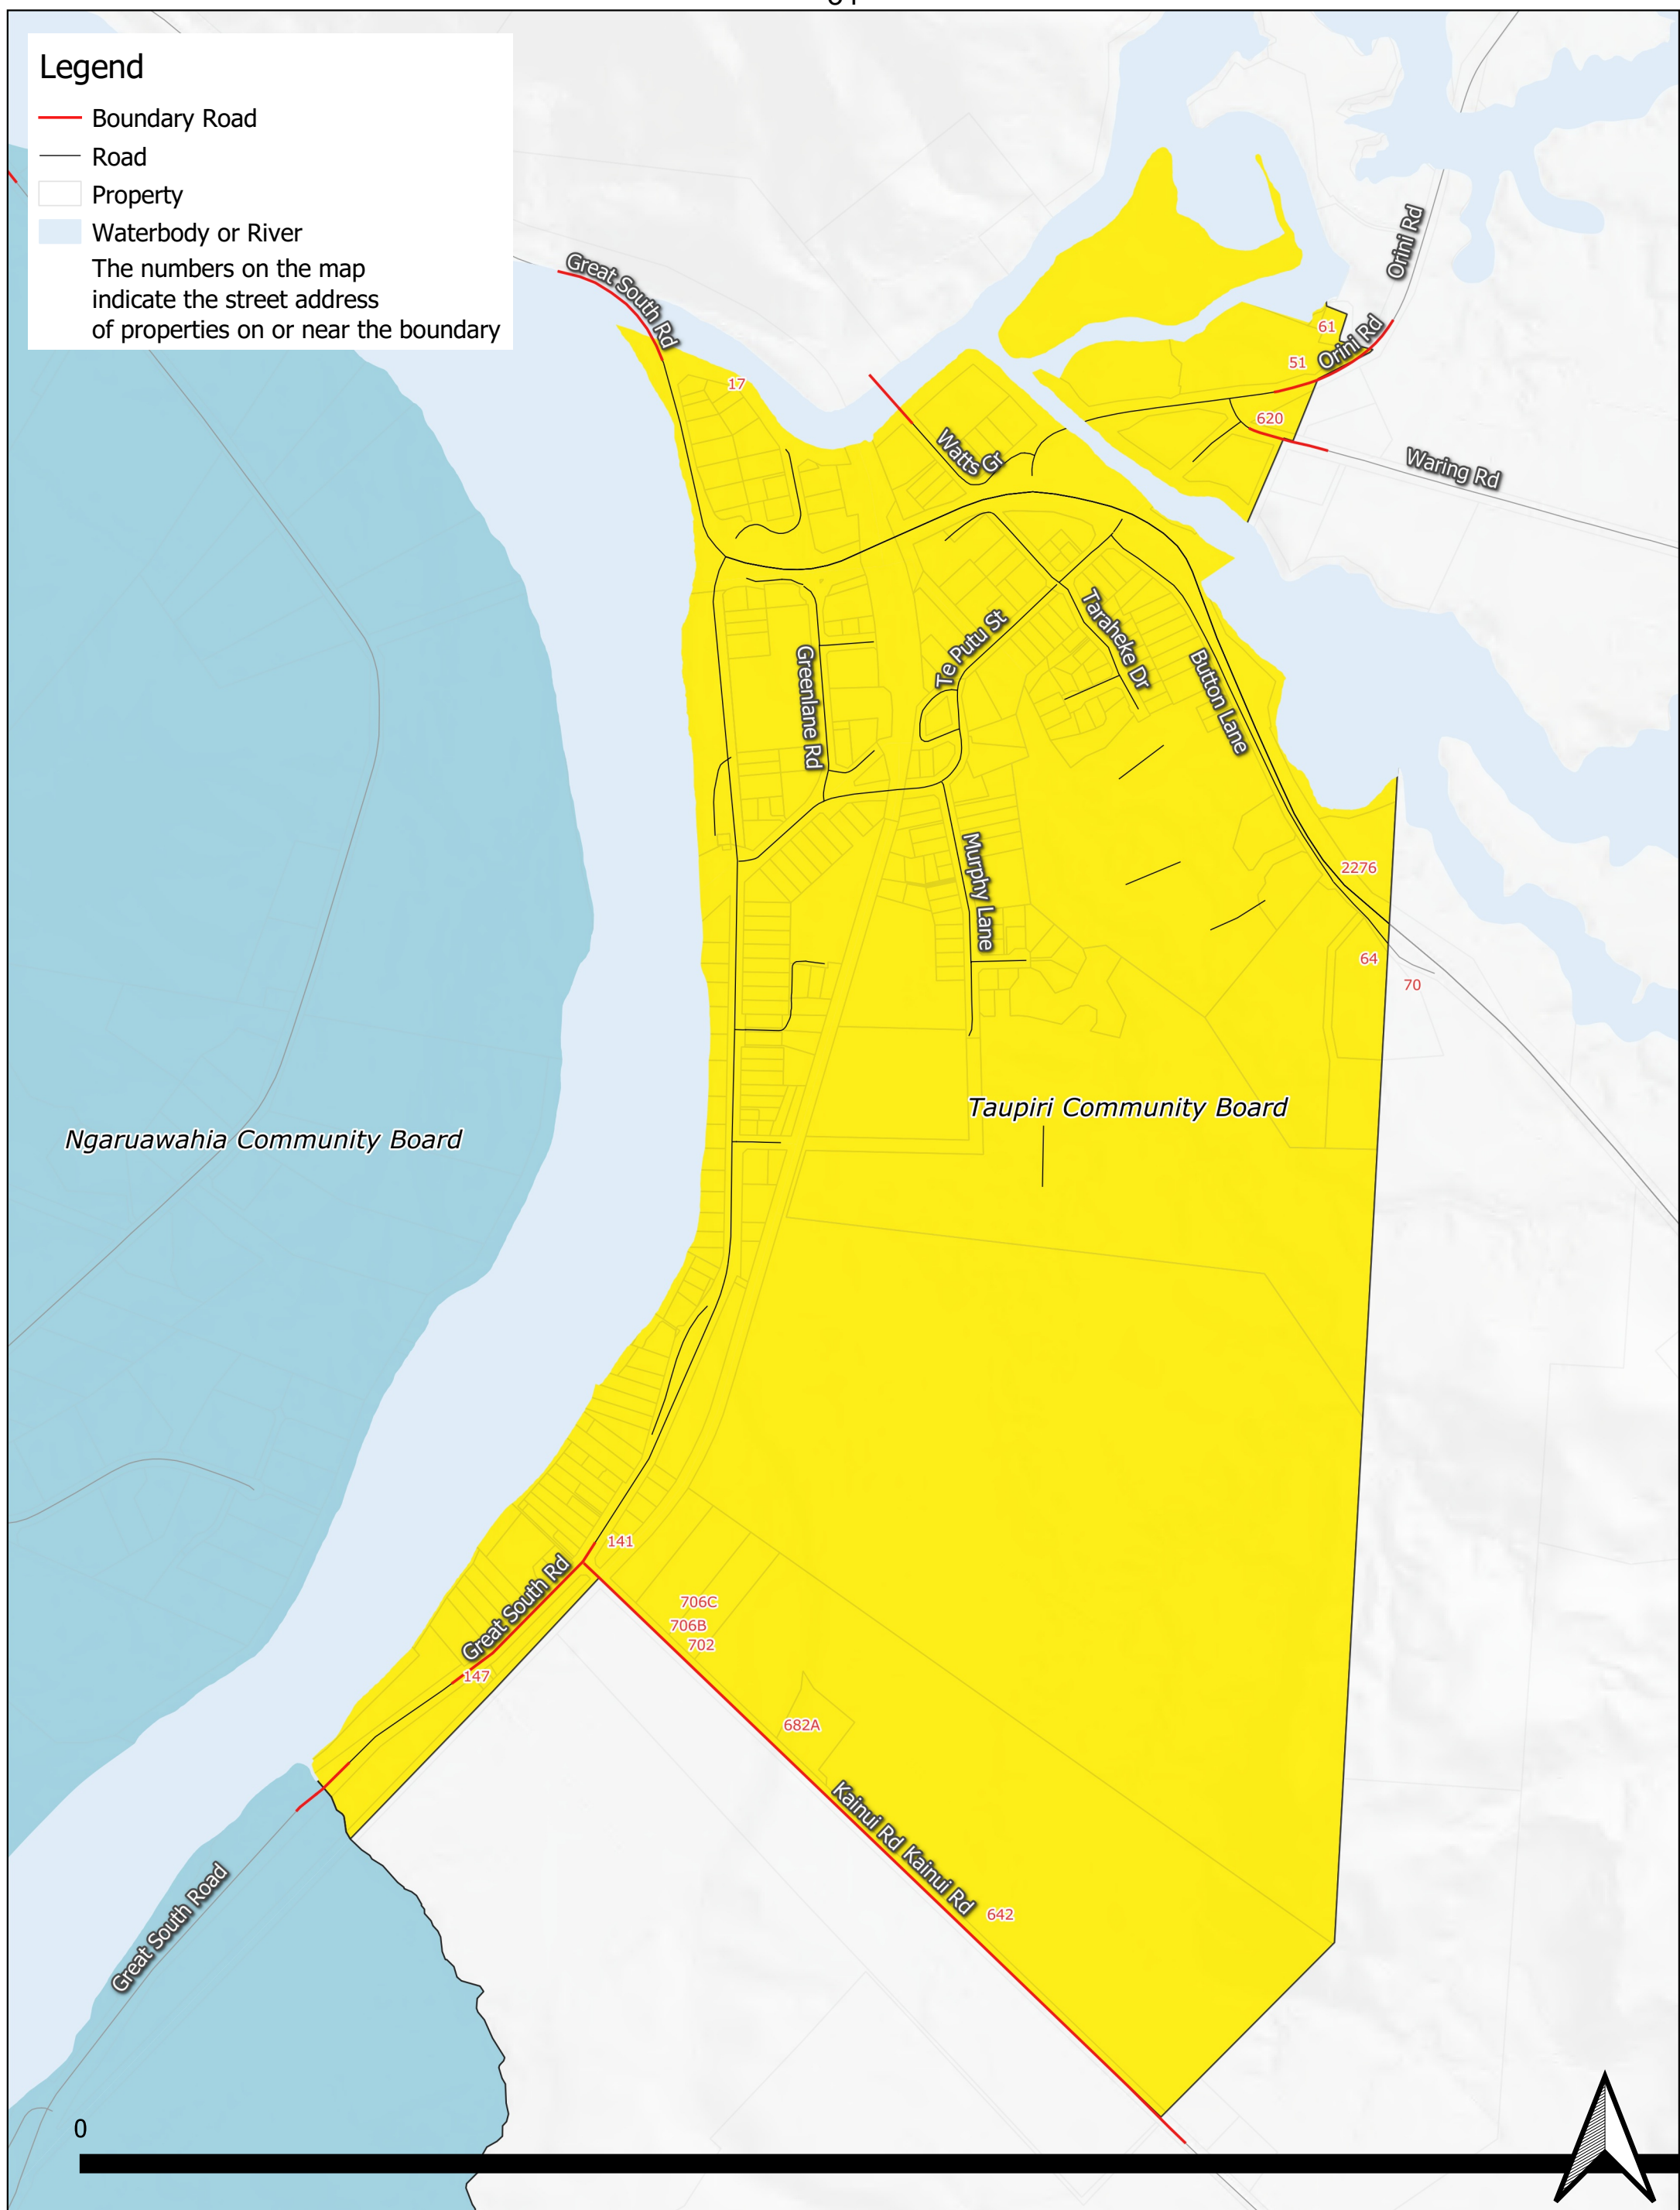 Legend
Boundary Road
Road
Property
Waterbody or River
The numbers on the map
indicate the street address
of properties on or near the boundary
Great South Rd
17
Orini Rd
61
Orini Rd
51
620
Watts Gr
Waring Rd
Te Putu St
Taraheke Dr
Greenlane Rd
Button Lane
Murphy Lane
2276
64
70
Taupiri Community Board
Ngaruawahia Community Board
141
Great South Rd
706C
706B
702
147
682A
Kainui Rd Kainui Rd
642
Great South Road
0